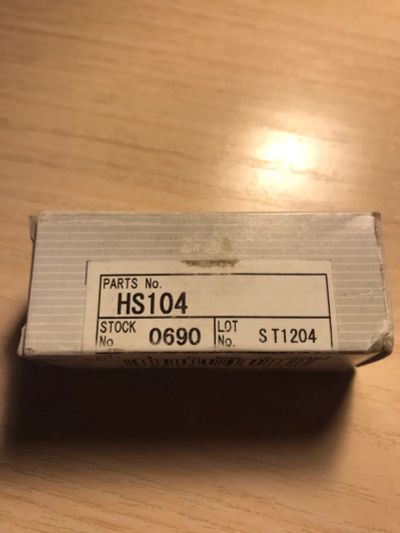 PARTS No.
HS104
STOCK No 0690
LOT No. ST1204